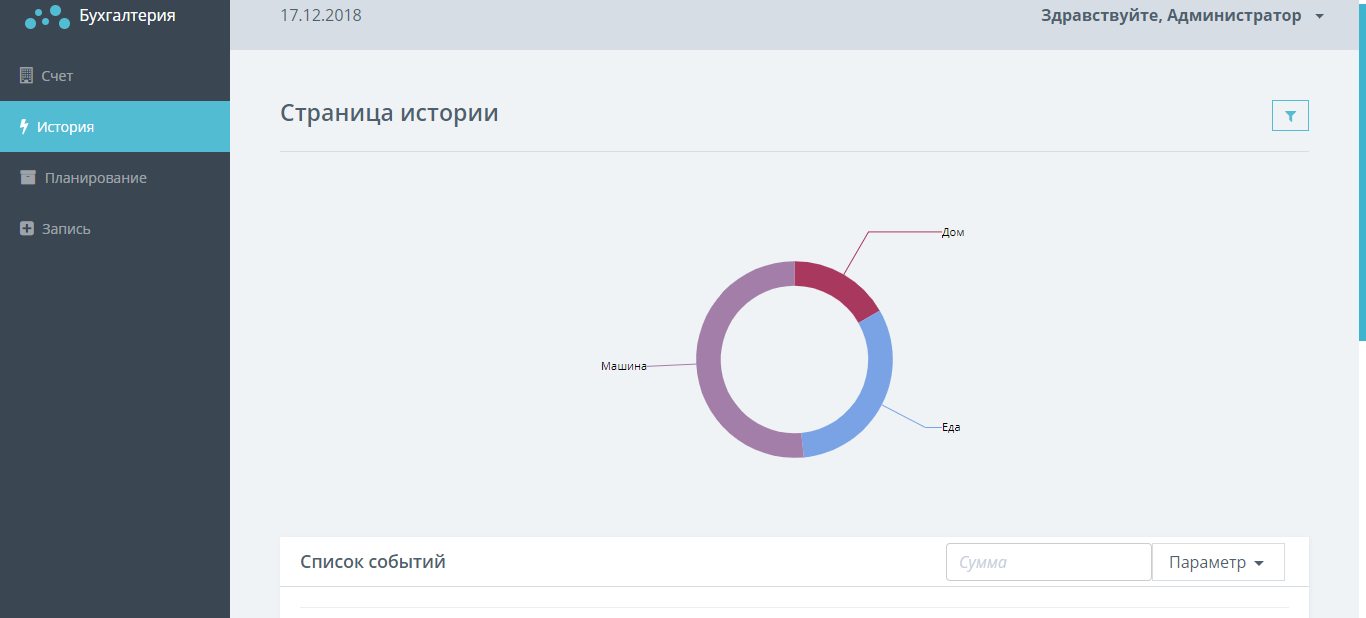 Бухгалтерия
17.12.2018
Здравствуйте, Администратор
Счет
История
Планирование
Запись
Страница истории
Дом
Машина
Еда
Список событий
Сумма
Параметр